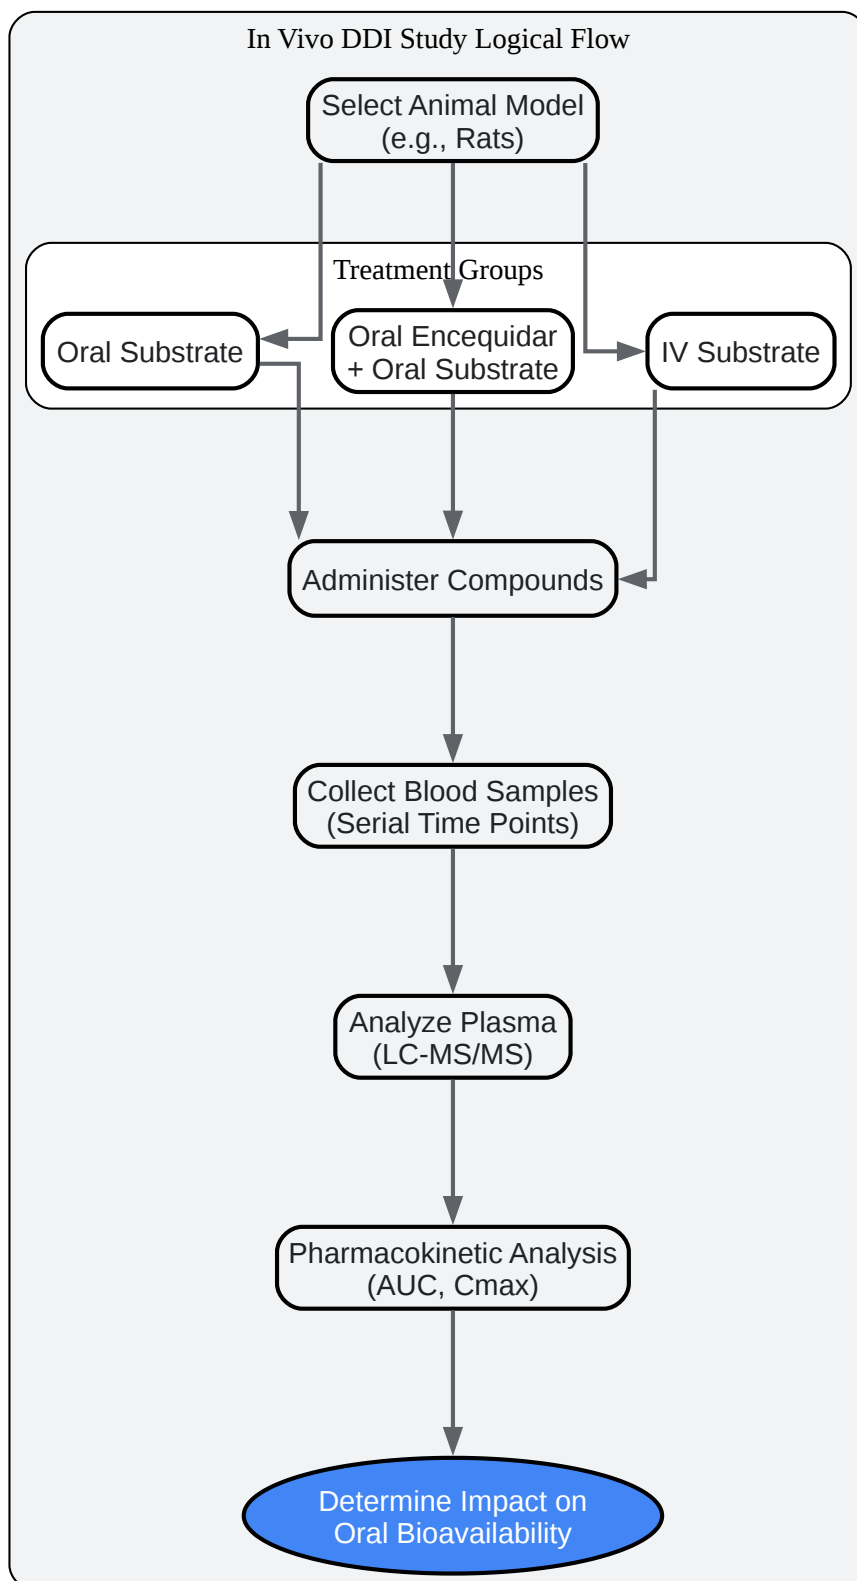 In Vivo DDI Study Logical Flow
Select Animal Model
(e.g., Rats)
Treatment Groups
Oral Substrate
Oral Encequidar
+ Oral Substrate
IV Substrate
Administer Compounds
Collect Blood Samples
(Serial Time Points)
Analyze Plasma
(LC-MS/MS)
Pharmacokinetic Analysis
(AUC, Cmax)
Determine Impact on
Oral Bioavailability